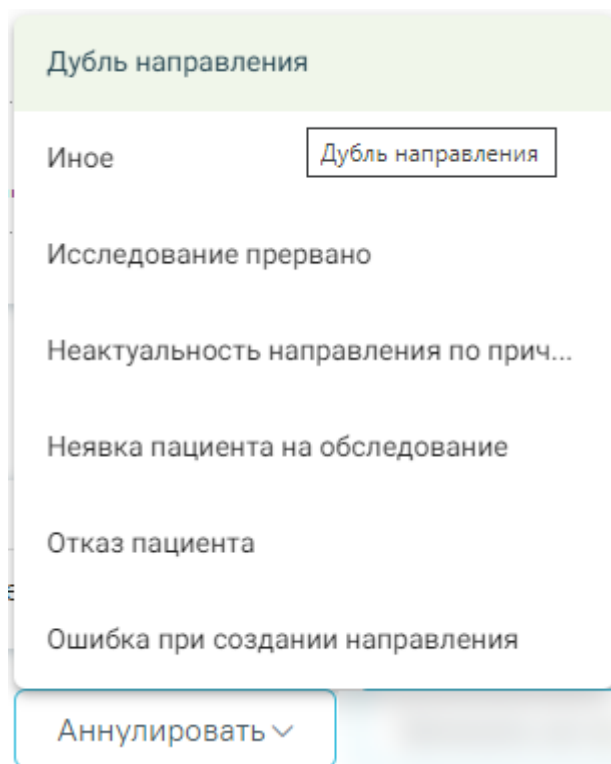 Дубль направления
Иное
Дубль направления
Исследование прервано
Неактуальность направления по прич...
Неявка пациента на обследование
Отказ пациента
Ошибка при создании направления
Аннулировать